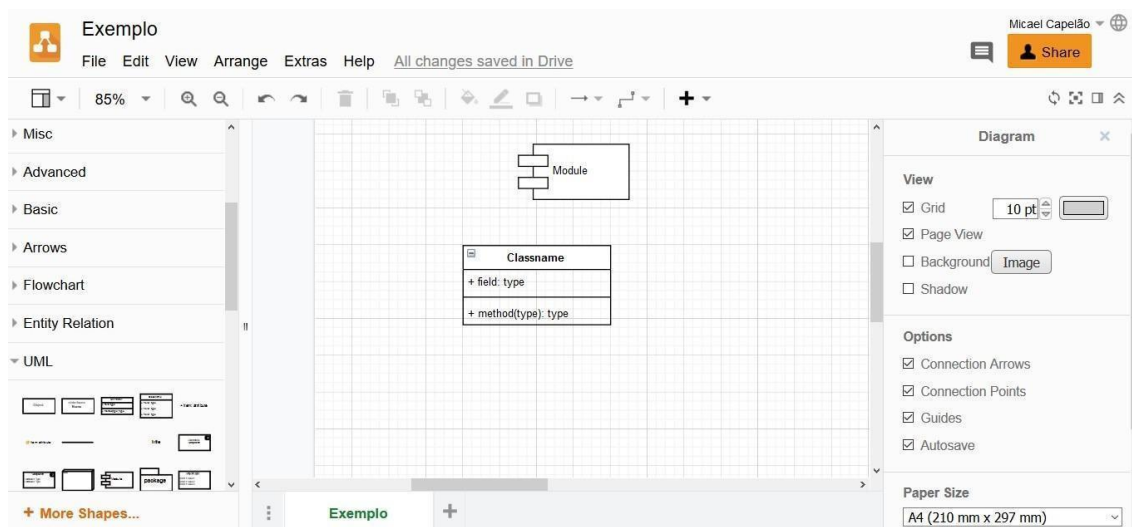 Exemplo
Micael Capelão
File Edit View Arrange Extras Help All changes saved in Drive
Share
85%
Misc
Advanced
Basic
Arrows
Flowchart
Entity Relation
UML
package
+ More Shapes...
Module
Classname
+ field: type
+ method(type): type
Exemplo
Diagram
View
Grid 10 pt
Page View
Background Image
Shadow
Options
Connection Arrows
Connection Points
Guides
Autosave
Paper Size
A4 (210 mm x 297 mm)